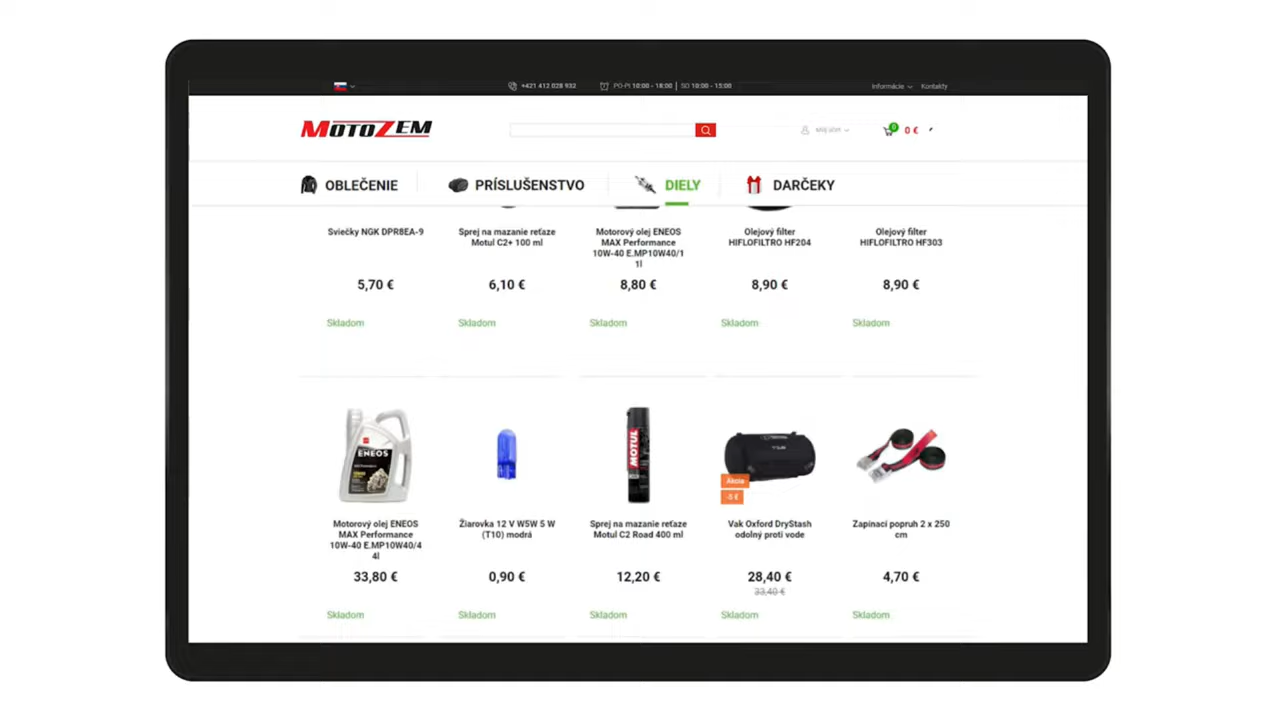 +421 412 028 932
PO-PI 10:00 - 18:00 | SO 10:00 - 15:00
Informácie
Kontakty
MOTOZEM
0
0 €
OBLEČENIE
PRÍSLUŠENSTVO
DIELY
DARČEKY
Sviečky NGK DPR8EA-9
5,70 €
Skladom
Sprej na mazanie reťaze
Motul C2+ 100 ml
6,10 €
Skladom
Motorový olej ENEOS
MAX Performance
10W-40 E.MP10W40/1
1l
8,80 €
Skladom
Olejový filter
HIFLOFILTRO HF204
8,90 €
Skladom
Olejový filter
HIFLOFILTRO HF303
8,90 €
Skladom
ENEOS
Motorový olej ENEOS
MAX Performance
10W-40 E.MP10W40/4
4l
33,80 €
Skladom
Žiarovka 12 V W5W 5 W
(T10) modrá
0,90 €
Skladom
MOTUL
Sprej na mazanie reťaze
Motul C2 Road 400 ml
12,20 €
Skladom
Akcia
-5 €
Vak Oxford DryStash
odolný proti vode
28,40 €
33,40 €
Skladom
Zapínací popruh 2 x 250
cm
4,70 €
Skladom